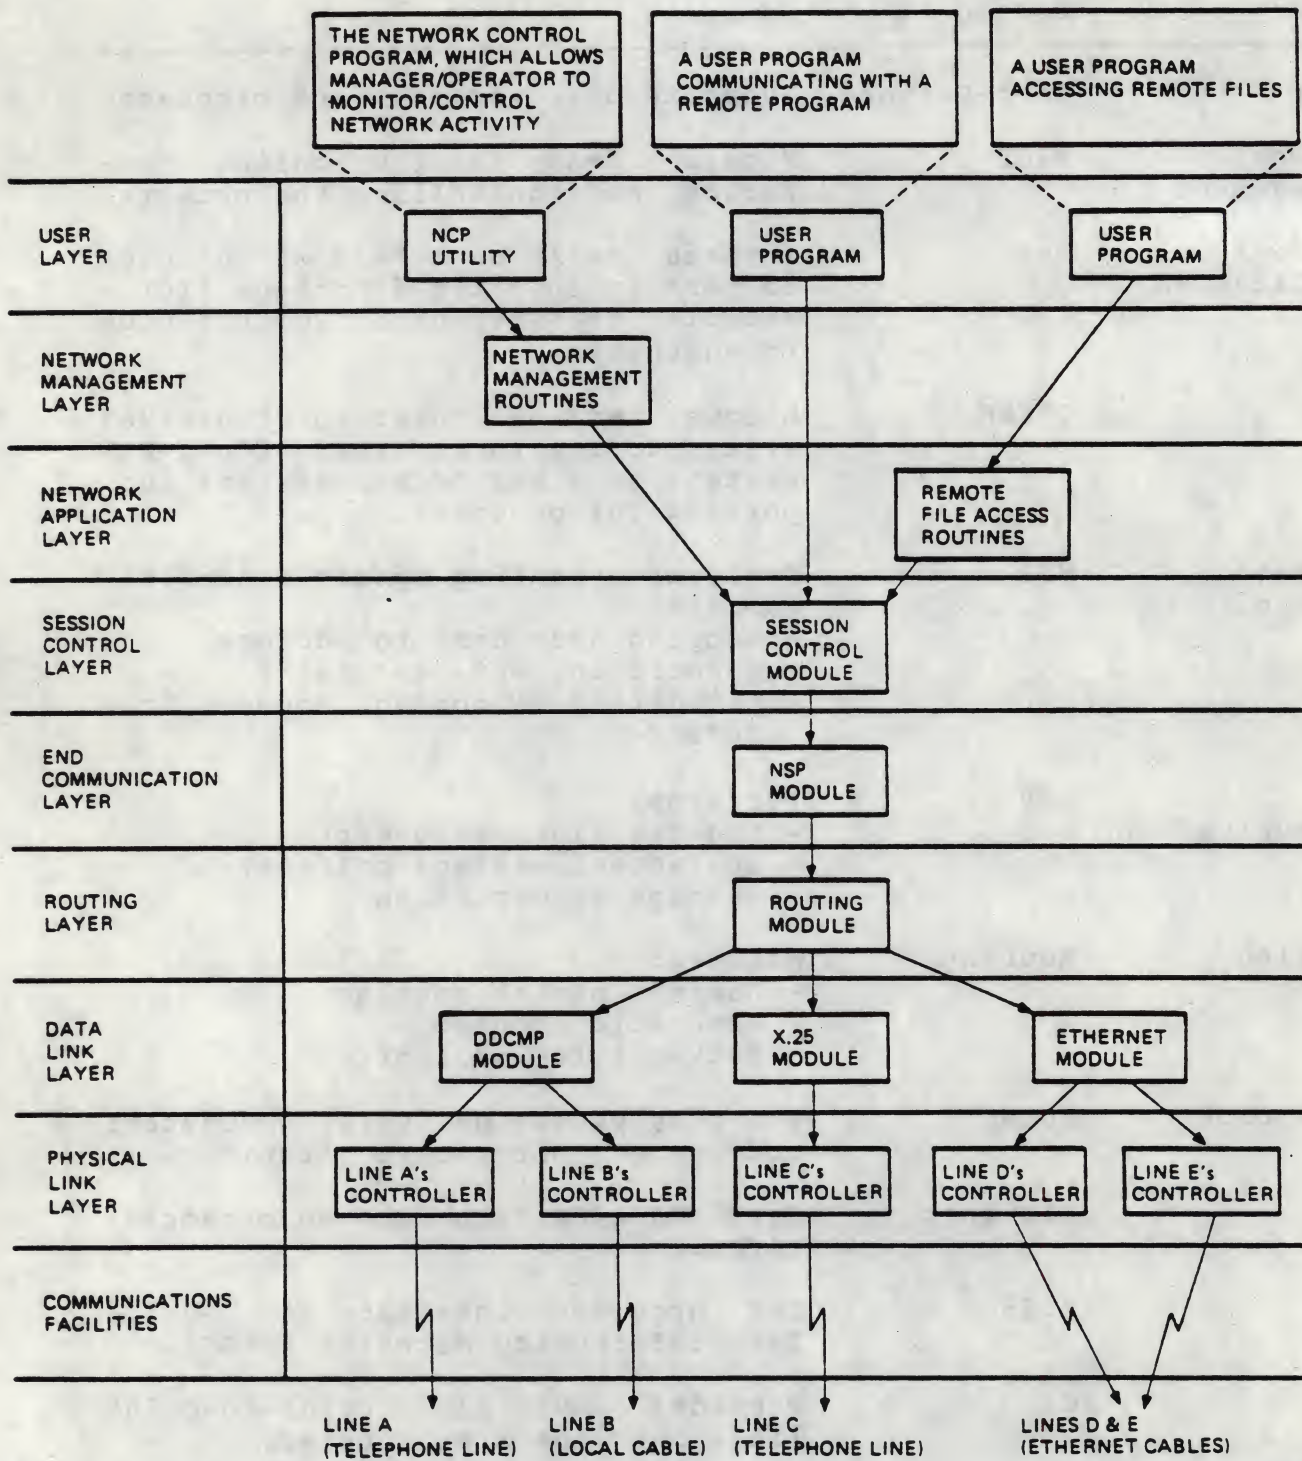 THE NETWORK CONTROL
PROGRAM, WHICH ALLOWS
MANAGER/OPERATOR TO
MONITOR/CONTROL
NETWORK ACTIVITY
A USER PROGRAM
COMMUNICATING WITH A
REMOTE PROGRAM
A USER PROGRAM
ACCESSING REMOTE FILES
USER
LAYER
NCP
UTILITY
USER
PROGRAM
USER
PROGRAM
NETWORK
MANAGEMENT
LAYER
NETWORK
MANAGEMENT
ROUTINES
NETWORK
APPLICATION
LAYER
REMOTE
FILE ACCESS
ROUTINES
SESSION
CONTROL
LAYER
SESSION
CONTROL
MODULE
END
COMMUNICATION
LAYER
NSP
MODULE
ROUTING
LAYER
ROUTING
MODULE
DATA
LINK
LAYER
DDCMP
MODULE
X.25
MODULE
ETHERNET
MODULE
PHYSICAL
LINK
LAYER
LINE A's
CONTROLLER
LINE B's
CONTROLLER
LINE C's
CONTROLLER
LINE D's
CONTROLLER
LINE E's
CONTROLLER
COMMUNICATIONS
FACILITIES
LINE A
(TELEPHONE LINE)
LINE B
(LOCAL CABLE)
LINE C
(TELEPHONE LINE)
LINES D & E
(ETHERNET CABLES)